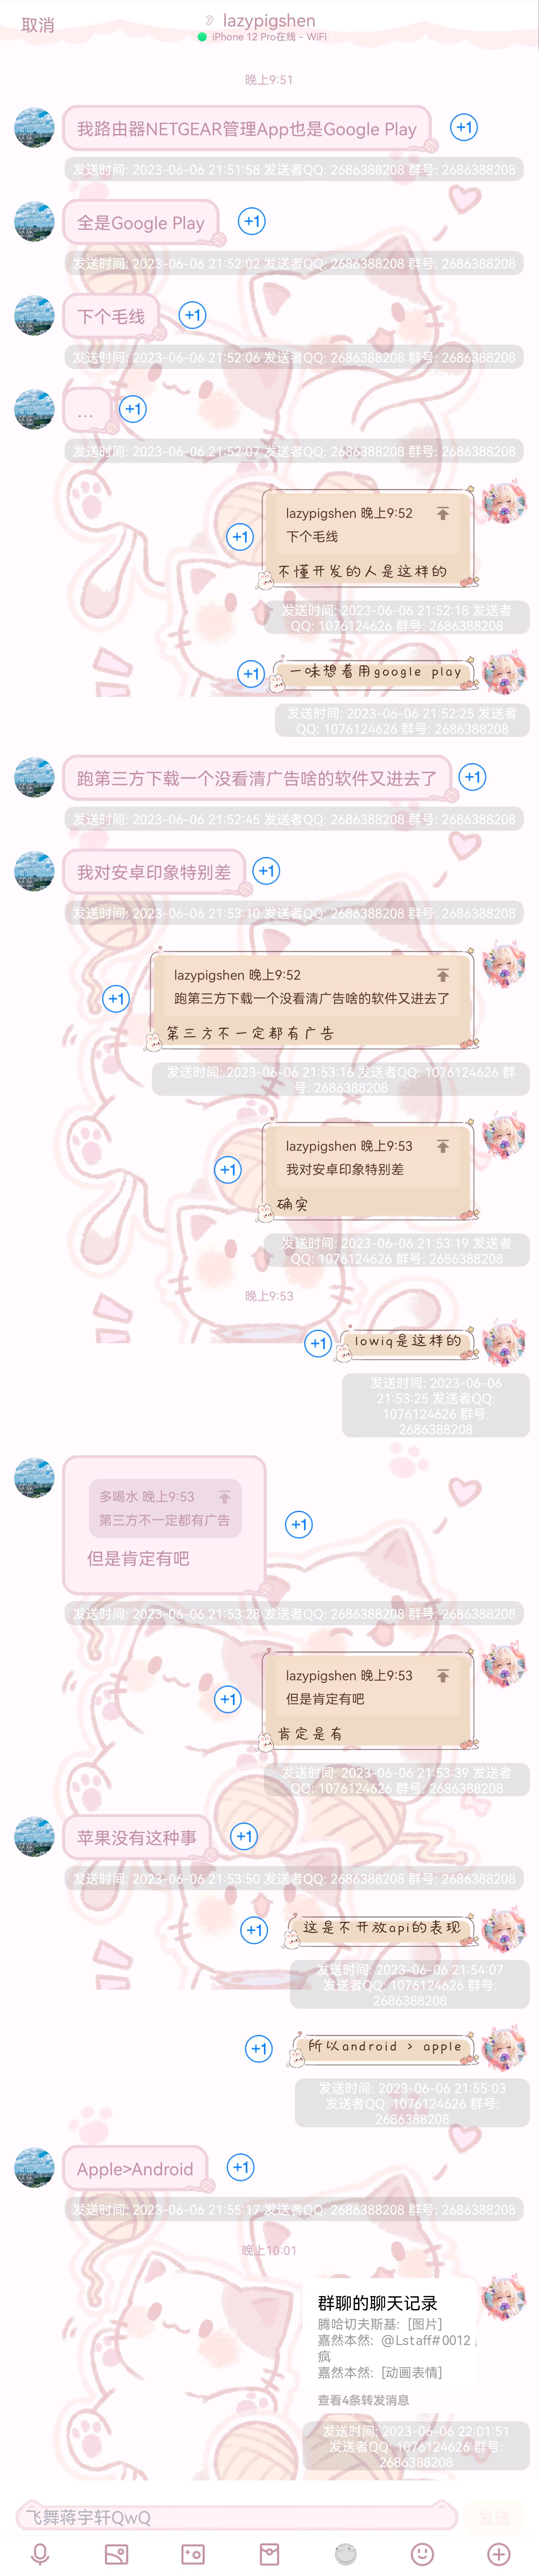 取消
lazypigshen
iPhone 12 Pro在线 - WiFi
晚上9:51
我路由器NETGEAR管理App也是Google Play
+1
发送时间: 2023-06-06 21:51:58 发送者QQ: 2686388208 群号: 2686388208
全是Google Play
+1
发送时间: 2023-06-06 21:52:02 发送者QQ: 2686388208 群号: 2686388208
下个毛线
+1
发送时间: 2023-06-06 21:52:06 发送者QQ: 2686388208 群号: 2686388208
...
+1
发送时间: 2023-06-06 21:52:07 发送者QQ: 2686388208 群号: 2686388208
lazypigshen 晚上9:52
下个毛线
+1
不懂开发的人是这样的
发送时间: 2023-06-06 21:52:18 发送者
QQ: 1076124626 群号: 2686388208
+1
一味想着用google play
发送时间: 2023-06-06 21:52:25 发送者
QQ: 1076124626 群号: 2686388208
跑第三方下载一个没看清广告啥的软件又进去了
+1
发送时间: 2023-06-06 21:52:45 发送者QQ: 2686388208 群号: 2686388208
我对安卓印象特别差
+1
发送时间: 2023-06-06 21:53:10 发送者QQ: 2686388208 群号: 2686388208
lazypigshen 晚上9:52
跑第三方下载一个没看清广告啥的软件又进去了
+1
第三方不一定都有广告
发送时间: 2023-06-06 21:53:16 发送者QQ: 1076124626 群
号: 2686388208
lazypigshen 晚上9:53
我对安卓印象特别差
+1
确实
发送时间: 2023-06-06 21:53:19 发送者
QQ: 1076124626 群号: 2686388208
晚上9:53
+1
lowiq是这样的
发送时间: 2023-06-06
21:53:25 发送者QQ:
1076124626 群号:
2686388208
多喝水 晚上9:53
第三方不一定都有广告
+1
但是肯定有吧
发送时间: 2023-06-06 21:53:28 发送者QQ: 2686388208 群号: 2686388208
lazypigshen 晚上9:53
但是肯定有吧
+1
肯定是有
发送时间: 2023-06-06 21:53:39 发送者
QQ: 1076124626 群号: 2686388208
苹果没有这种事
+1
发送时间: 2023-06-06 21:53:50 发送者QQ: 2686388208 群号: 2686388208
+1
这是不开放api的表现
发送时间: 2023-06-06 21:54:07
发送者QQ: 1076124626 群号:
2686388208
+1
所以android > apple
发送时间: 2023-06-06 21:55:03
发送者QQ: 1076124626 群号:
2686388208
Apple>Android
+1
发送时间: 2023-06-06 21:55:17 发送者QQ: 2686388208 群号: 2686388208
晚上10:01
群聊的聊天记录
腾哈切夫斯基: [图片]
嘉然本然: @Lstaff#0012
疯
嘉然本然: [动画表情]
查看4条转发消息
发送时间: 2023-06-06 22:01:51
发送者QQ: 1076124626 群号:
2686388208
飞舞蒋宇轩QwQ
发送